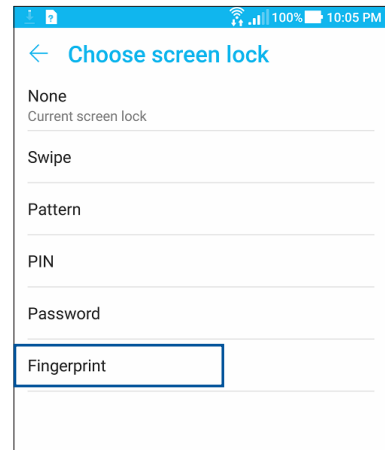 100% 10:05 PM
Choose screen lock
None
Current screen lock
Swipe
Pattern
PIN
Password
Fingerprint